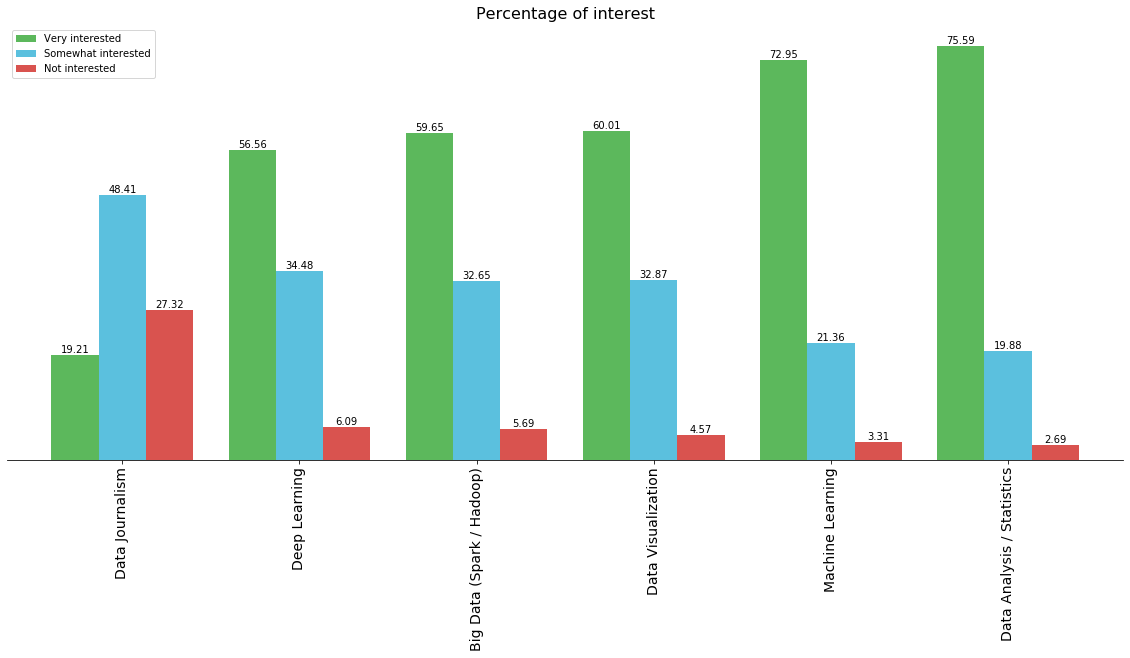 Percentage of interest
Very interested
Somewhat interested
Not interested
19.21
48.41
27.32
56.56
34.48
6.09
59.65
32.65
5.69
60.01
32.87
4.57
72.95
21.36
3.31
75.59
19.88
2.69
Data Journalism
Deep Learning
Big Data (Spark / Hadoop)
Data Visualization
Machine Learning
Data Analysis / Statistics